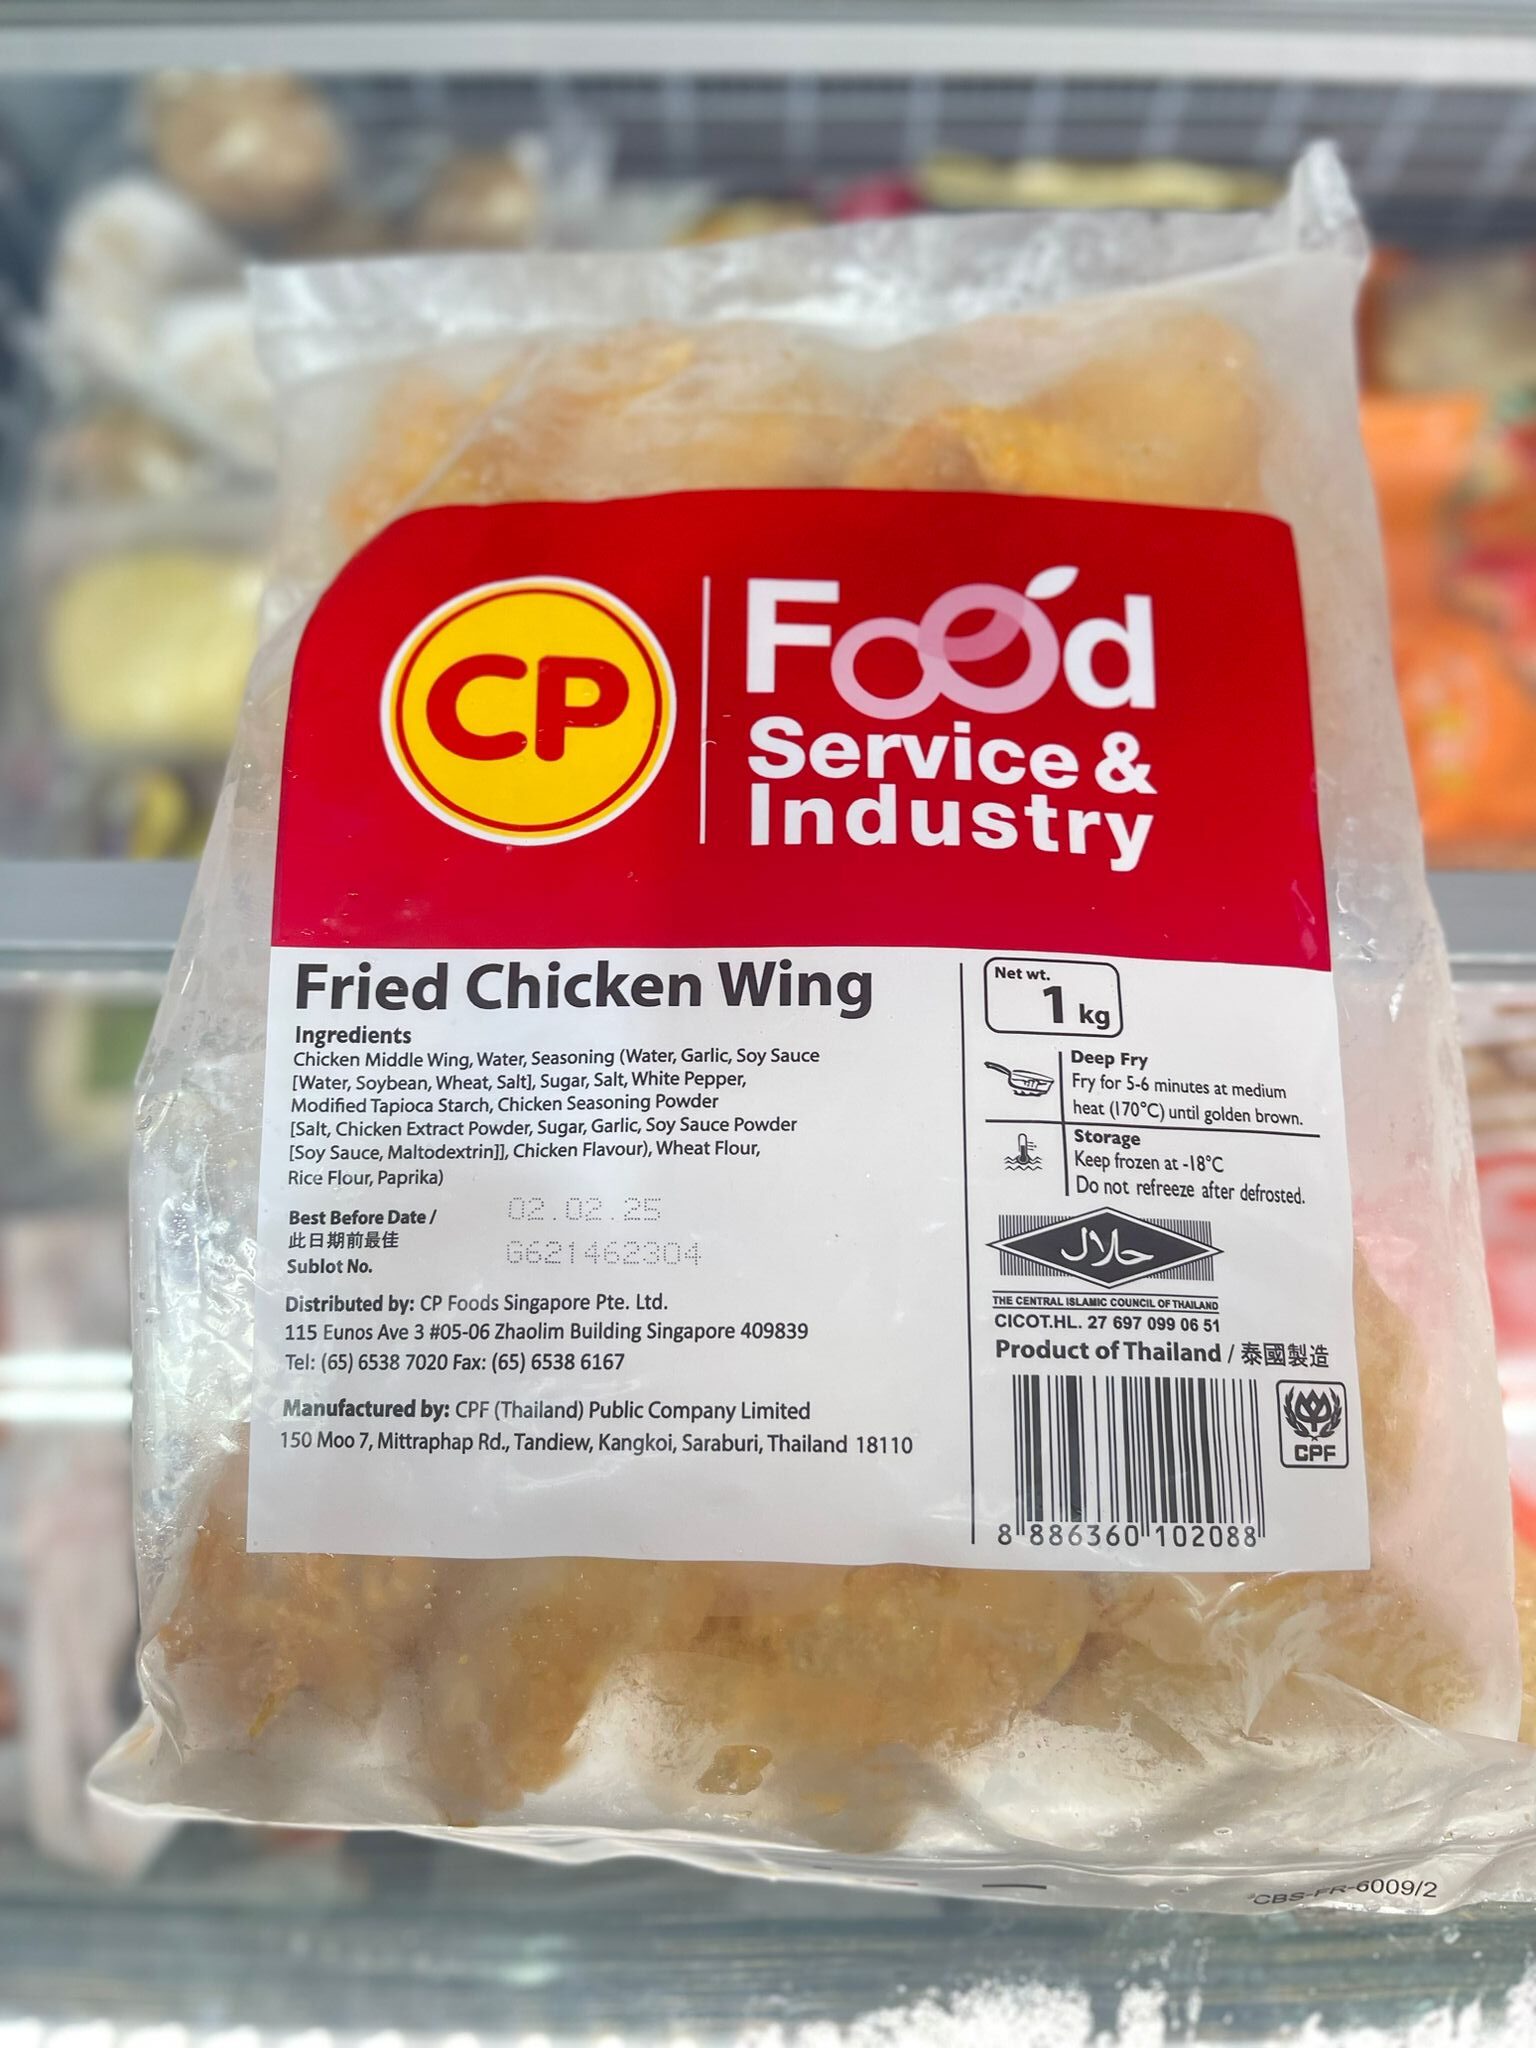 CP
Food
Service &
Industry
Fried Chicken Wing
Ingredients
Chicken Middle Wing, Water, Seasoning (Water, Garlic, Soy Sauce
[Water, Soybean, Wheat, Salt], Sugar, Salt, White Pepper,
Modified Tapioca Starch, Chicken Seasoning Powder
[Salt, Chicken Extract Powder, Sugar, Garlic, Soy Sauce Powder
[Soy Sauce, Maltodextrin]], Chicken Flavour), Wheat Flour,
Rice Flour, Paprika)
Best Before Date / 02.02.25
此日期前最佳
Sublot No. G621462304
Distributed by: CP Foods Singapore Pte. Ltd.
115 Eunos Ave 3 #05-06 Zhaolim Building Singapore 409839
Tel: (65) 6538 7020 Fax: (65) 6538 6167
Manufactured by: CPF (Thailand) Public Company Limited
150 Moo 7, Mittraphap Rd., Tandiew, Kangkoi, Saraburi, Thailand 18110
Net wt.
1 kg
Deep Fry
Fry for 5-6 minutes at medium
heat (170°C) until golden brown.
Storage
Keep frozen at -18°C
Do not refreeze after defrosted.
حلال
THE CENTRAL ISLAMIC COUNCIL OF THAILAND
CICOT.HL. 27 697 099 06 51
Product of Thailand / 泰國製造
CPF
8 886360 102088
CBS-FR-6009/2